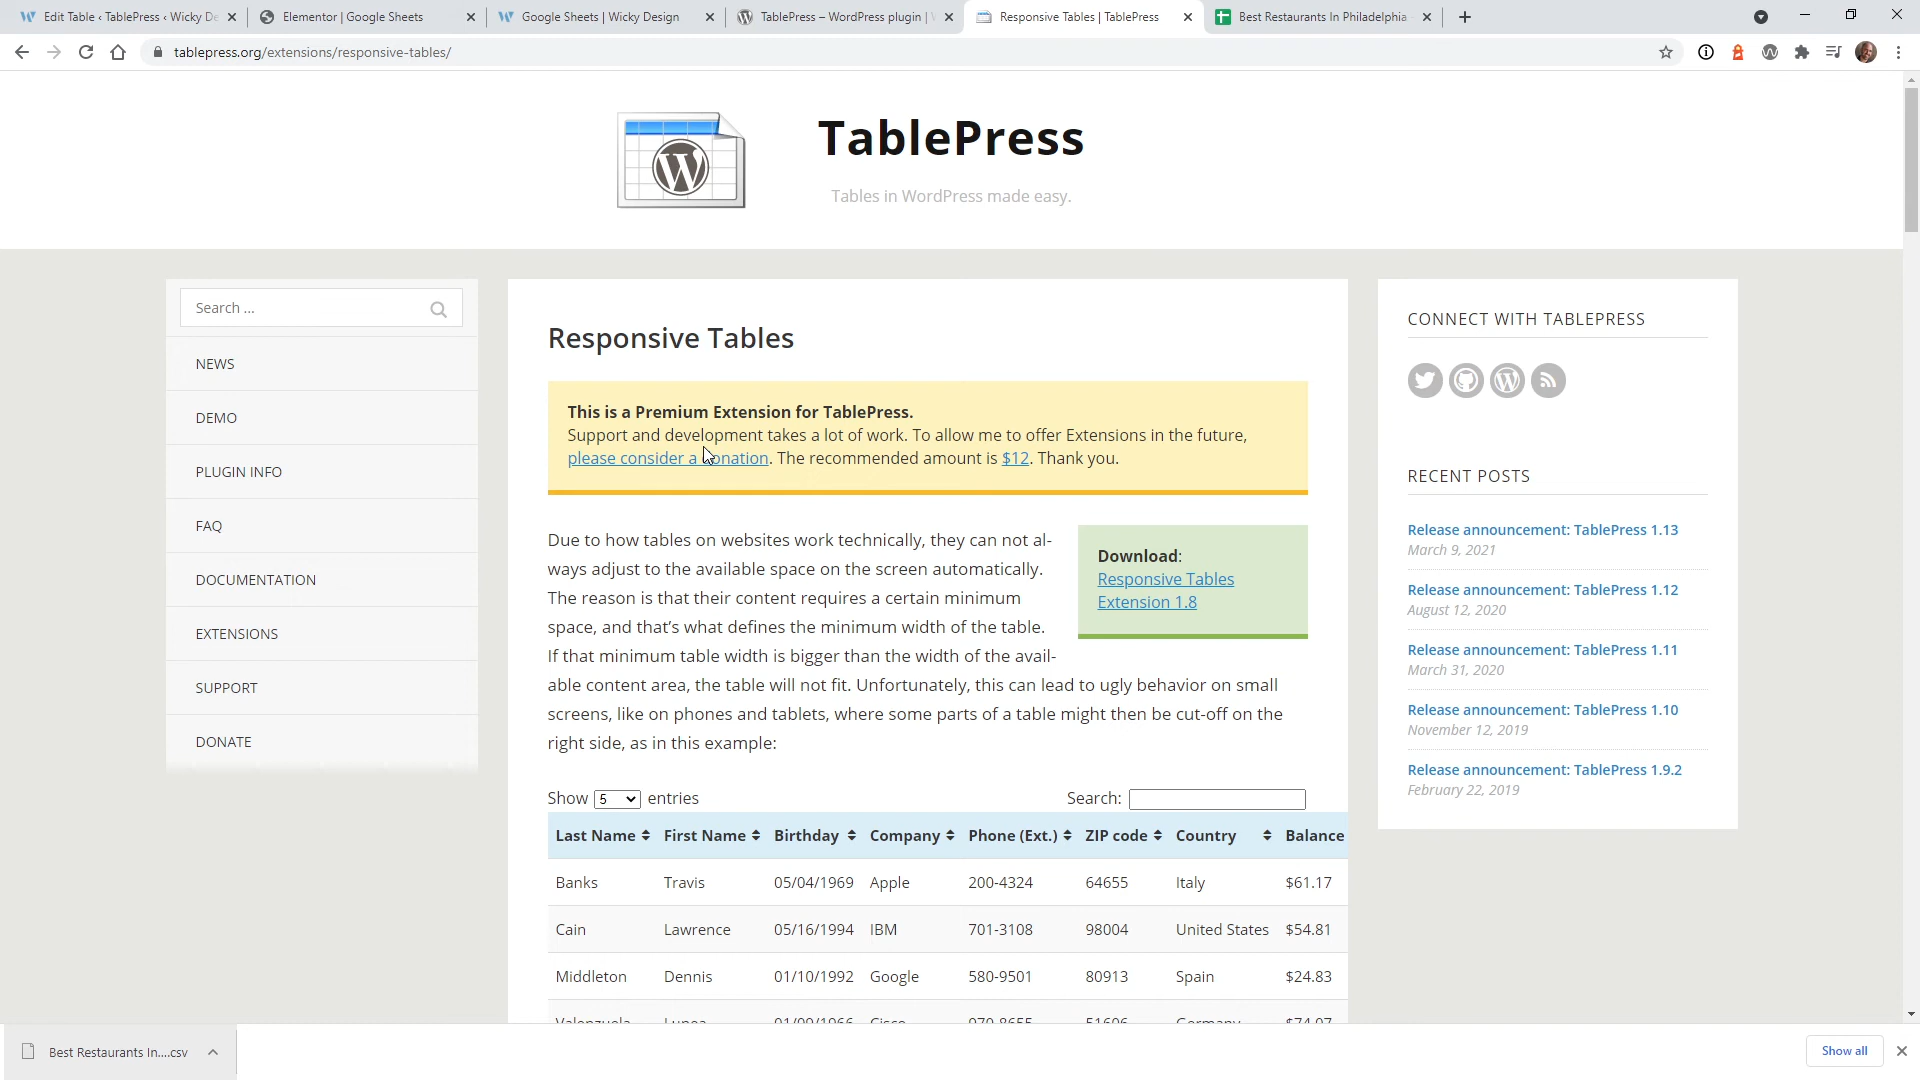 Edit Table ‹ TablePress ‹ Wicky De
Elementor | Google Sheets
Google Sheets | Wicky Design
TablePress – WordPress plugin | W
Responsive Tables | TablePress
Best Restaurants In Philadelphia
tablepress.org/extensions/responsive-tables/
TablePress
Tables in WordPress made easy.
Search ...
NEWS
DEMO
PLUGIN INFO
FAQ
DOCUMENTATION
EXTENSIONS
SUPPORT
DONATE
Responsive Tables
This is a Premium Extension for TablePress.
Support and development takes a lot of work. To allow me to offer Extensions in the future,
please consider a donation. The recommended amount is $12. Thank you.
Due to how tables on websites work technically, they can not al-
ways adjust to the available space on the screen automatically.
The reason is that their content requires a certain minimum
space, and that’s what defines the minimum width of the table.
If that minimum table width is bigger than the width of the avail-
able content area, the table will not fit. Unfortunately, this can lead to ugly behavior on small
screens, like on phones and tablets, where some parts of a table might then be cut-off on the
right side, as in this example:
Download:
Responsive Tables
Extension 1.8
Show 5 entries
Search:
Last Name First Name Birthday Company Phone (Ext.) ZIP code Country Balance
Banks Travis 05/04/1969 Apple 200-4324 64655 Italy $61.17
Cain Lawrence 05/16/1994 IBM 701-3108 98004 United States $54.81
Middleton Dennis 01/10/1992 Google 580-9501 80913 Spain $24.83
CONNECT WITH TABLEPRESS
RECENT POSTS
Release announcement: TablePress 1.13
March 9, 2021
Release announcement: TablePress 1.12
August 12, 2020
Release announcement: TablePress 1.11
March 31, 2020
Release announcement: TablePress 1.10
November 12, 2019
Release announcement: TablePress 1.9.2
February 22, 2019
Best Restaurants In....csv
Show all